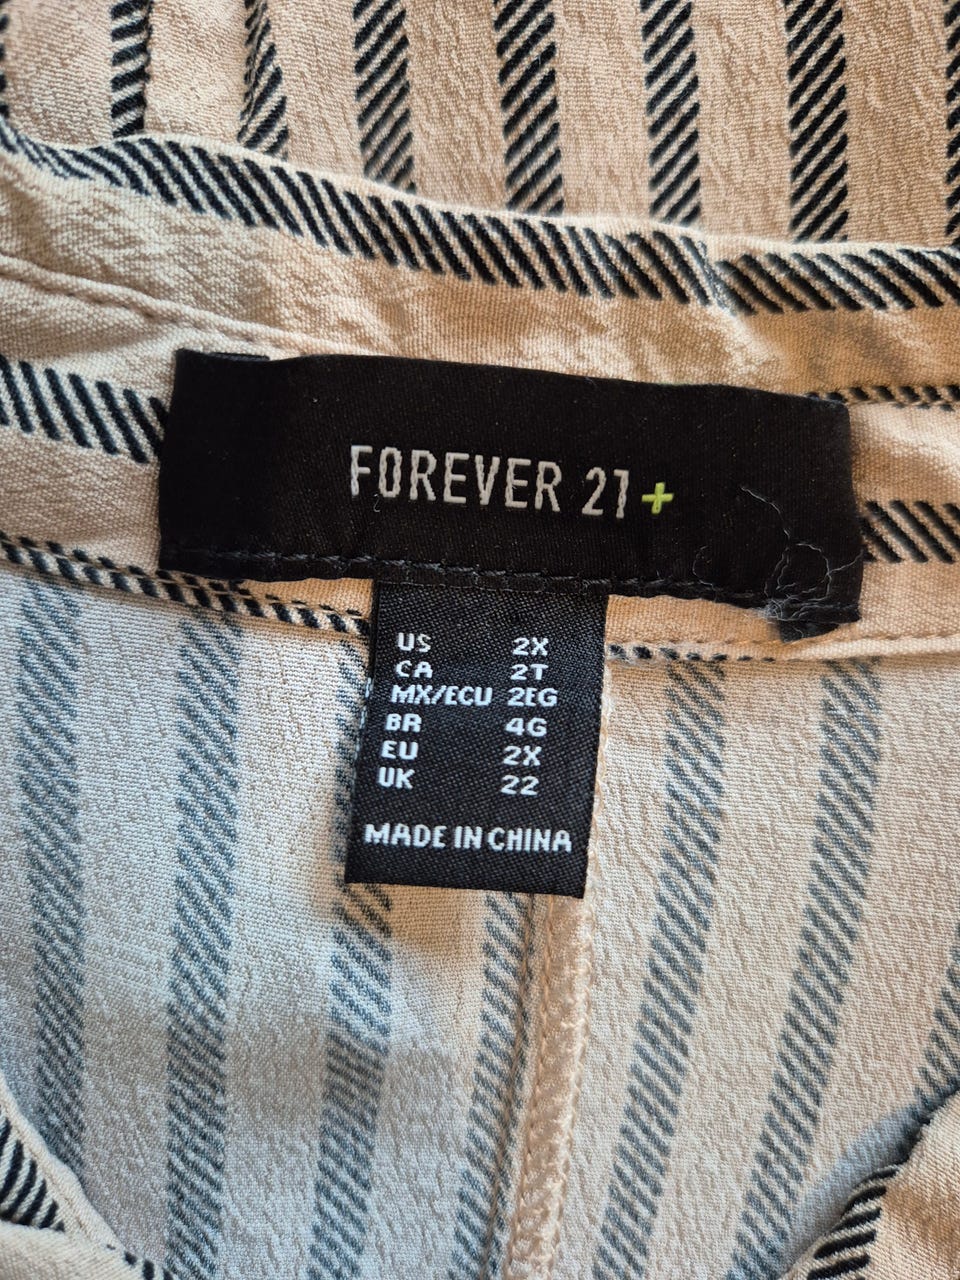 FOREVER 21+
US 2X
CA 2T
MX/ECU 2EG
BR 4G
EU 2X
UK 22
MADE IN CHINA